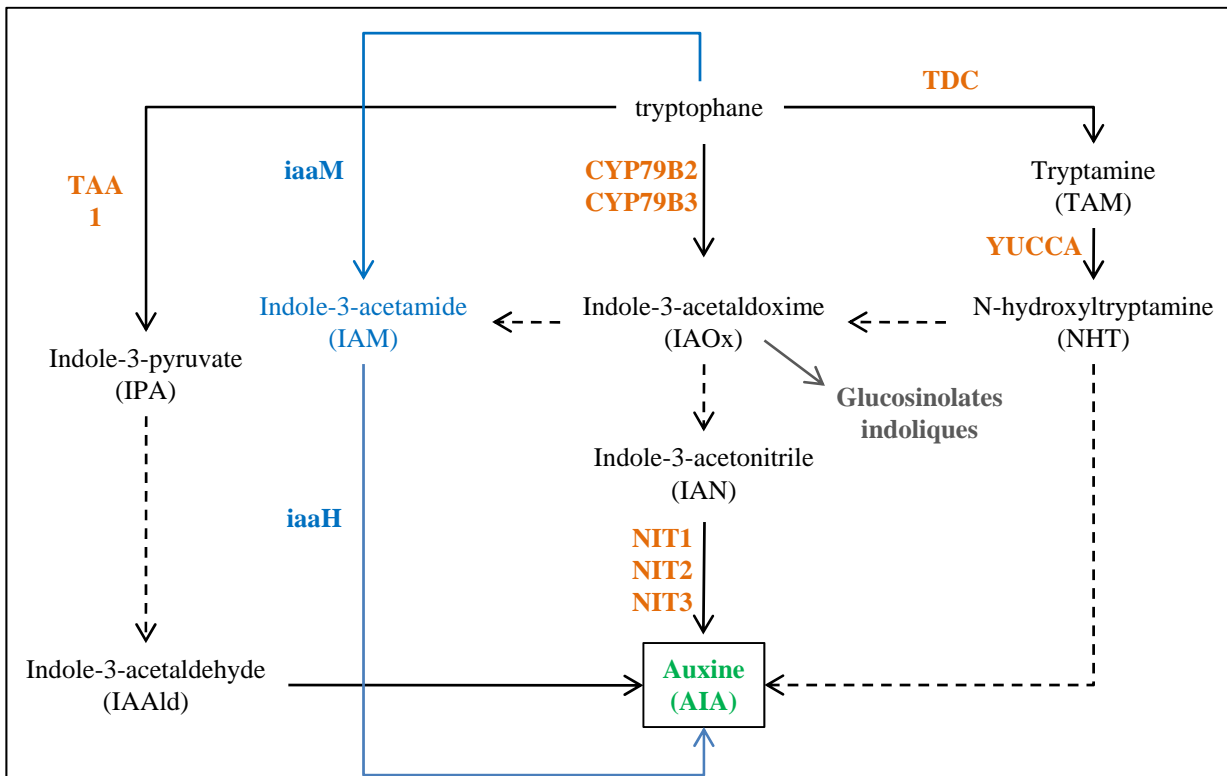 TDC
tryptophane
iaaM
CYP79B2
CYP79B3
TAA
1
Tryptamine
(TAM)
YUCCA
Indole-3-acetamide
(IAM)
Indole-3-acetaldoxime
(IAOx)
N-hydroxyltryptamine
(NHT)
Indole-3-pyruvate
(IPA)
Glucosinolates
indoliques
Indole-3-acetonitrile
(IAN)
iaaH
NIT1
NIT2
NIT3
Indole-3-acetaldehyde
(IAAld)
Auxine
(AIA)